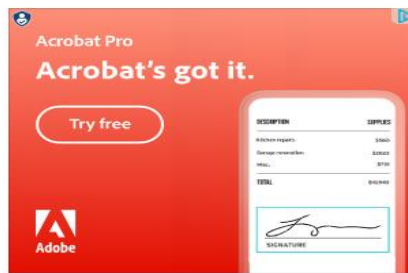 Acrobat Pro
Acrobat's got it.
Try free
DESCRIPTION SUPPLIES
Kitchen repairs
Garage renovation
Misc.
TOTAL
SIGNATURE
Adobe